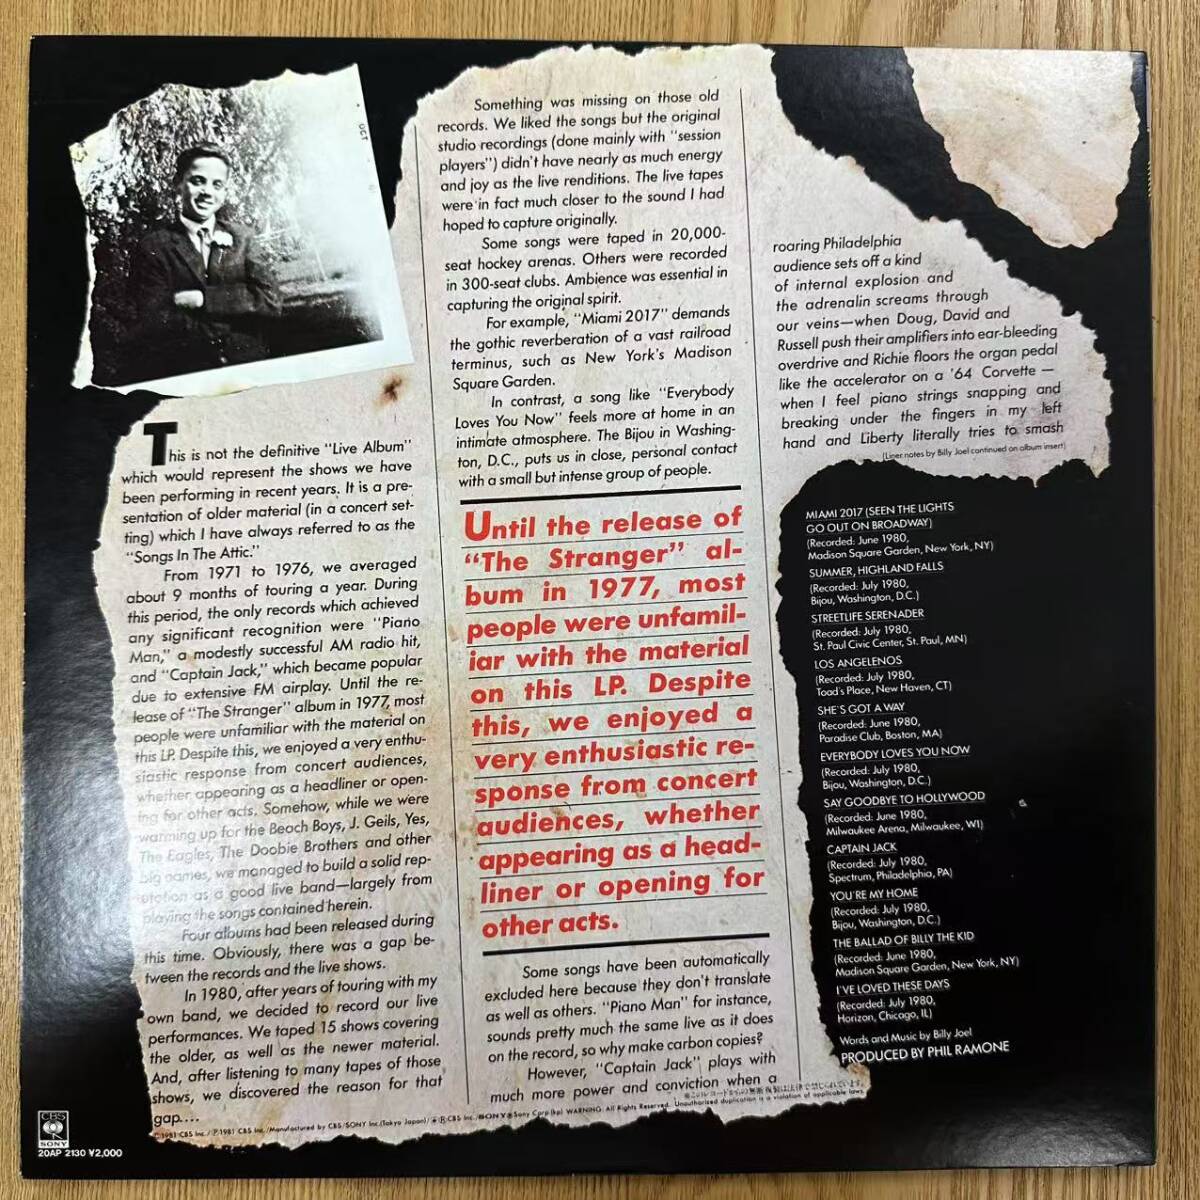 OCT
This is not the definitive "Live Album"
which would represent the shows we have
been performing in recent years. It is a pre-
sentation of older material (in a concert set-
ting) which I have always referred to as the
"Songs In The Attic."
From 1971 to 1976, we averaged
about 9 months of touring a year. During
this period, the only records which achieved
any significant recognition were "Piano
Man," a modestly successful AM radio hit,
and "Captain Jack," which became popular
due to extensive FM airplay. Until the re-
lease of "The Stranger" album in 1977, most
people were unfamiliar with the material on
this LP. Despite this, we enjoyed a very enthu-
siastic response from concert audiences,
whether appearing as a headliner or open-
ing for other acts. Somehow, while we were
warming up for the Beach Boys, J. Geils, Yes,
The Eagles, The Doobie Brothers and other
big names, we managed to build a solid rep-
utation as a good live band—largely from
playing the songs contained herein.
Four albums had been released during
this time. Obviously, there was a gap be-
tween the records and the live shows.
In 1980, after years of touring with my
own band, we decided to record our live
performances. We taped 15 shows covering
the older, as well as the newer material.
And, after listening to many tapes of those
shows, we discovered the reason for that
gap....
Something was missing on those old
records. We liked the songs but the original
studio recordings (done mainly with "session
players") didn't have nearly as much energy
and joy as the live renditions. The live tapes
were in fact much closer to the sound I had
hoped to capture originally.
Some songs were taped in 20,000-
seat hockey arenas. Others were recorded
in 300-seat clubs. Ambience was essential in
capturing the original spirit.
For example, "Miami 2017" demands
the gothic reverberation of a vast railroad
terminus, such as New York's Madison
Square Garden.
In contrast, a song like "Everybody
Loves You Now" feels more at home in an
intimate atmosphere. The Bijou in Washing-
ton, D.C., puts us in close, personal contact
with a small but intense group of people.
Until the release of
"The Stranger" al-
bum in 1977, most
people were unfamil-
iar with the material
on this LP. Despite
this, we enjoyed a
very enthusiastic re-
sponse from concert
audiences, whether
appearing as a head-
liner or opening for
other acts.
Some songs have been automatically
excluded here because they don't translate
as well as others. "Piano Man" for instance,
sounds pretty much the same live as it does
on the record, so why make carbon copies?
However, "Captain Jack" plays with
much more power and conviction when a
roaring Philadelphia
audience sets off a kind
of internal explosion and
the adrenalin screams through
our veins—when Doug, David and
Russell push their amplifiers into ear-bleeding
overdrive and Richie floors the organ pedal
like the accelerator on a '64 Corvette —
when I feel piano strings snapping and
breaking under the fingers in my left
hand and Liberty literally tries to smash
(Liner notes by Billy Joel continued on album insert)
MIAMI 2017 (SEEN THE LIGHTS
GO OUT ON BROADWAY)
(Recorded: June 1980,
Madison Square Garden, New York, NY)
SUMMER, HIGHLAND FALLS
(Recorded: July 1980,
Bijou, Washington, D.C.)
STREETLIFE SERENADER
(Recorded: July 1980,
St. Paul Civic Center, St. Paul, MN)
LOS ANGELENOS
(Recorded: July 1980,
Toad's Place, New Haven, CT)
SHE'S GOT A WAY
(Recorded: June 1980,
Paradise Club, Boston, MA)
EVERYBODY LOVES YOU NOW
(Recorded: July 1980,
Bijou, Washington, D.C.)
SAY GOODBYE TO HOLLYWOOD
(Recorded: June 1980,
Milwaukee Arena, Milwaukee, WI)
CAPTAIN JACK
(Recorded: July 1980,
Spectrum, Philadelphia, PA)
YOU'RE MY HOME
(Recorded: July 1980,
Bijou, Washington, D.C.)
THE BALLAD OF BILLY THE KID
(Recorded: June 1980,
Madison Square Garden, New York, NY)
I'VE LOVED THESE DAYS
(Recorded: July 1980,
Horizon, Chicago, IL)
Words and Music by Billy Joel
PRODUCED BY PHIL RAMONE
©1981 CBS Inc./℗1981 CBS Inc./Manufactured by CBS/SONY Inc.(Tokyo Japan)/ CBS Inc./SONY® Sony Corp. WARNING: All Rights Reserved. Unauthorized duplication is a violation of applicable laws.
CBS
SONY
20AP 2130 ¥2,000